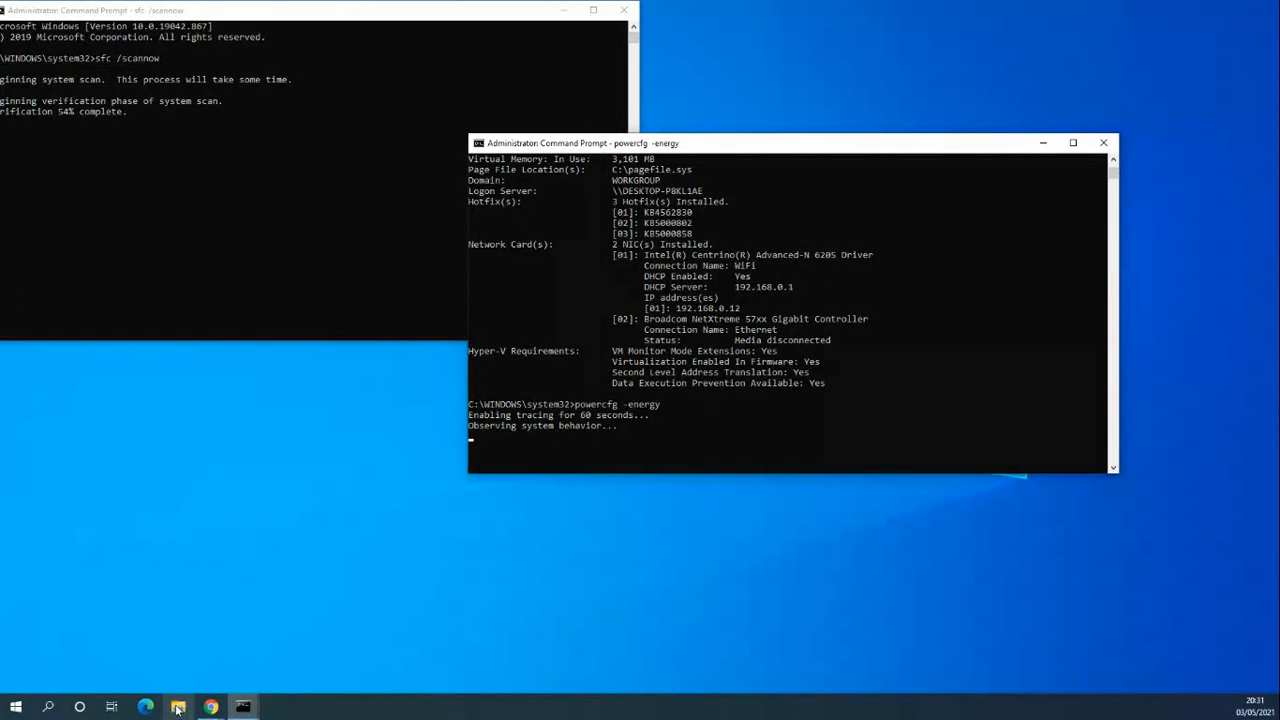 Administrator: Command Prompt - sfc /scannow
crosoft Windows [Version 10.0.19042.867]
) 2019 Microsoft Corporation. All rights reserved.
\WINDOWS\system32>sfc /scannow
ginning system scan.  This process will take some time.
ginning verification phase of system scan.
rification 54% complete.
Administrator: Command Prompt - powercfg -energy
Virtual Memory: In Use:    3,101 MB
Page File Location(s):     C:\pagefile.sys
Domain:                    WORKGROUP
Logon Server:              \\DESKTOP-P8KL1AE
Hotfix(s):                 3 Hotfix(s) Installed.
[01]: KB4562830
[02]: KB5000802
[03]: KB5000858
Network Card(s):           2 NIC(s) Installed.
[01]: Intel(R) Centrino(R) Advanced-N 6205 Driver
Connection Name: WiFi
DHCP Enabled:    Yes
DHCP Server:     192.168.0.1
IP address(es)
[01]: 192.168.0.12
[02]: Broadcom NetXtreme 57xx Gigabit Controller
Connection Name: Ethernet
Status:          Media disconnected
Hyper-V Requirements:      VM Monitor Mode Extensions: Yes
Virtualization Enabled In Firmware: Yes
Second Level Address Translation: Yes
Data Execution Prevention Available: Yes
C:\WINDOWS\system32>powercfg -energy
Enabling tracing for 60 seconds...
Observing system behavior...
20:31
03/05/2021